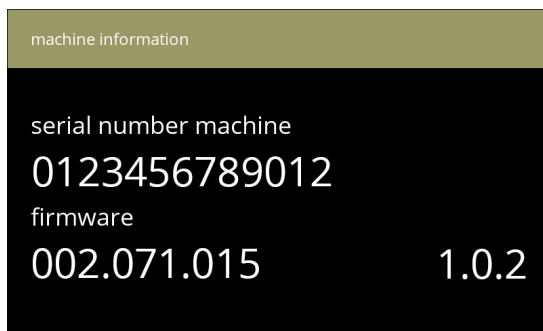 machine information
serial number machine
0123456789012
firmware
002.071.015 1.0.2